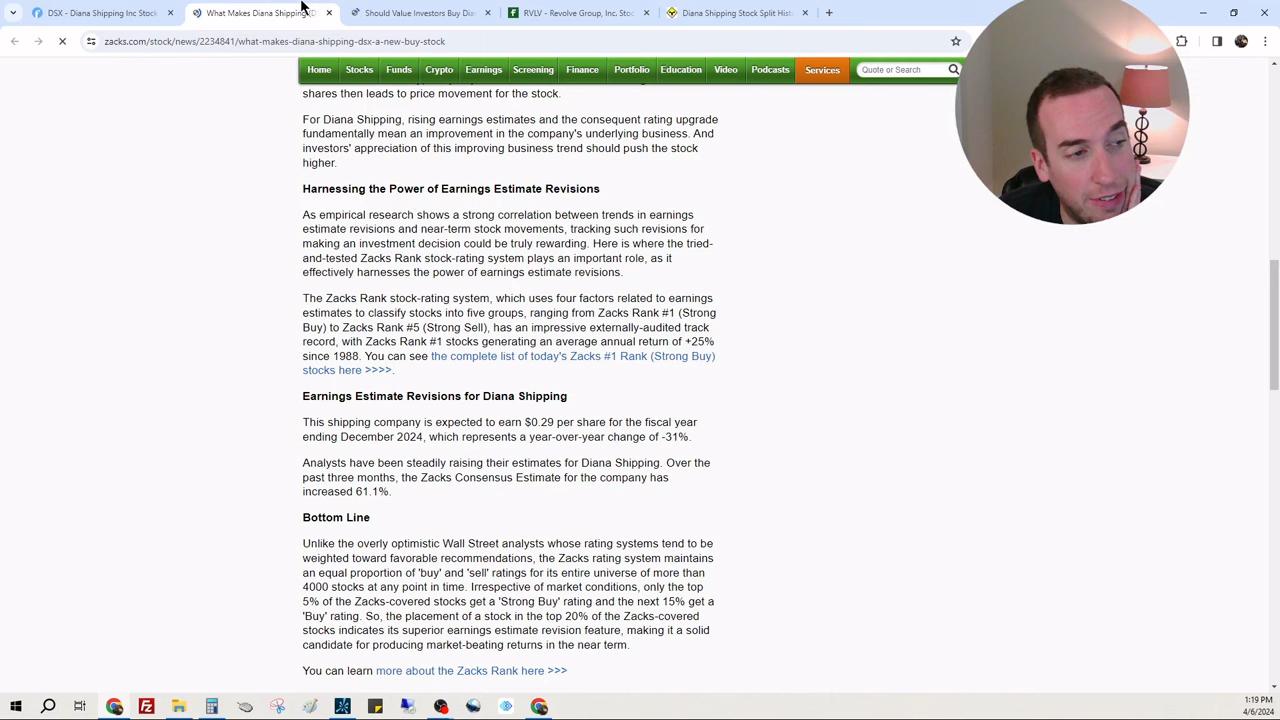 DSX - Diana Shipping Inc Stock
What Makes Diana Shipping (D
Should Value Investors Buy Dia
RVLV - Revolve Group, Inc. Stoc
Diana Shipping Stock Split Hist
zacks.com/stock/news/2234841/what-makes-diana-shipping-dsx-a-new-buy-stock
Home Stocks Funds Crypto Earnings Screening Finance Portfolio Education Video Podcasts Services Quote or Search
shares then leads to price movement for the stock.
For Diana Shipping, rising earnings estimates and the consequent rating upgrade
fundamentally mean an improvement in the company's underlying business. And
investors' appreciation of this improving business trend should push the stock
higher.
Harnessing the Power of Earnings Estimate Revisions
As empirical research shows a strong correlation between trends in earnings
estimate revisions and near-term stock movements, tracking such revisions for
making an investment decision could be truly rewarding. Here is where the tried-
and-tested Zacks Rank stock-rating system plays an important role, as it
effectively harnesses the power of earnings estimate revisions.
The Zacks Rank stock-rating system, which uses four factors related to earnings
estimates to classify stocks into five groups, ranging from Zacks Rank #1 (Strong
Buy) to Zacks Rank #5 (Strong Sell), has an impressive externally-audited track
record, with Zacks Rank #1 stocks generating an average annual return of +25%
since 1988. You can see the complete list of today's Zacks #1 Rank (Strong Buy)
stocks here >>>>.
Earnings Estimate Revisions for Diana Shipping
This shipping company is expected to earn $0.29 per share for the fiscal year
ending December 2024, which represents a year-over-year change of -31%.
Analysts have been steadily raising their estimates for Diana Shipping. Over the
past three months, the Zacks Consensus Estimate for the company has
increased 61.1%.
Bottom Line
Unlike the overly optimistic Wall Street analysts whose rating systems tend to be
weighted toward favorable recommendations, the Zacks rating system maintains
an equal proportion of 'buy' and 'sell' ratings for its entire universe of more than
4000 stocks at any point in time. Irrespective of market conditions, only the top
5% of the Zacks-covered stocks get a 'Strong Buy' rating and the next 15% get a
'Buy' rating. So, the placement of a stock in the top 20% of the Zacks-covered
stocks indicates its superior earnings estimate revision feature, making it a solid
candidate for producing market-beating returns in the near term.
You can learn more about the Zacks Rank here >>>
1:19 PM
4/6/2024